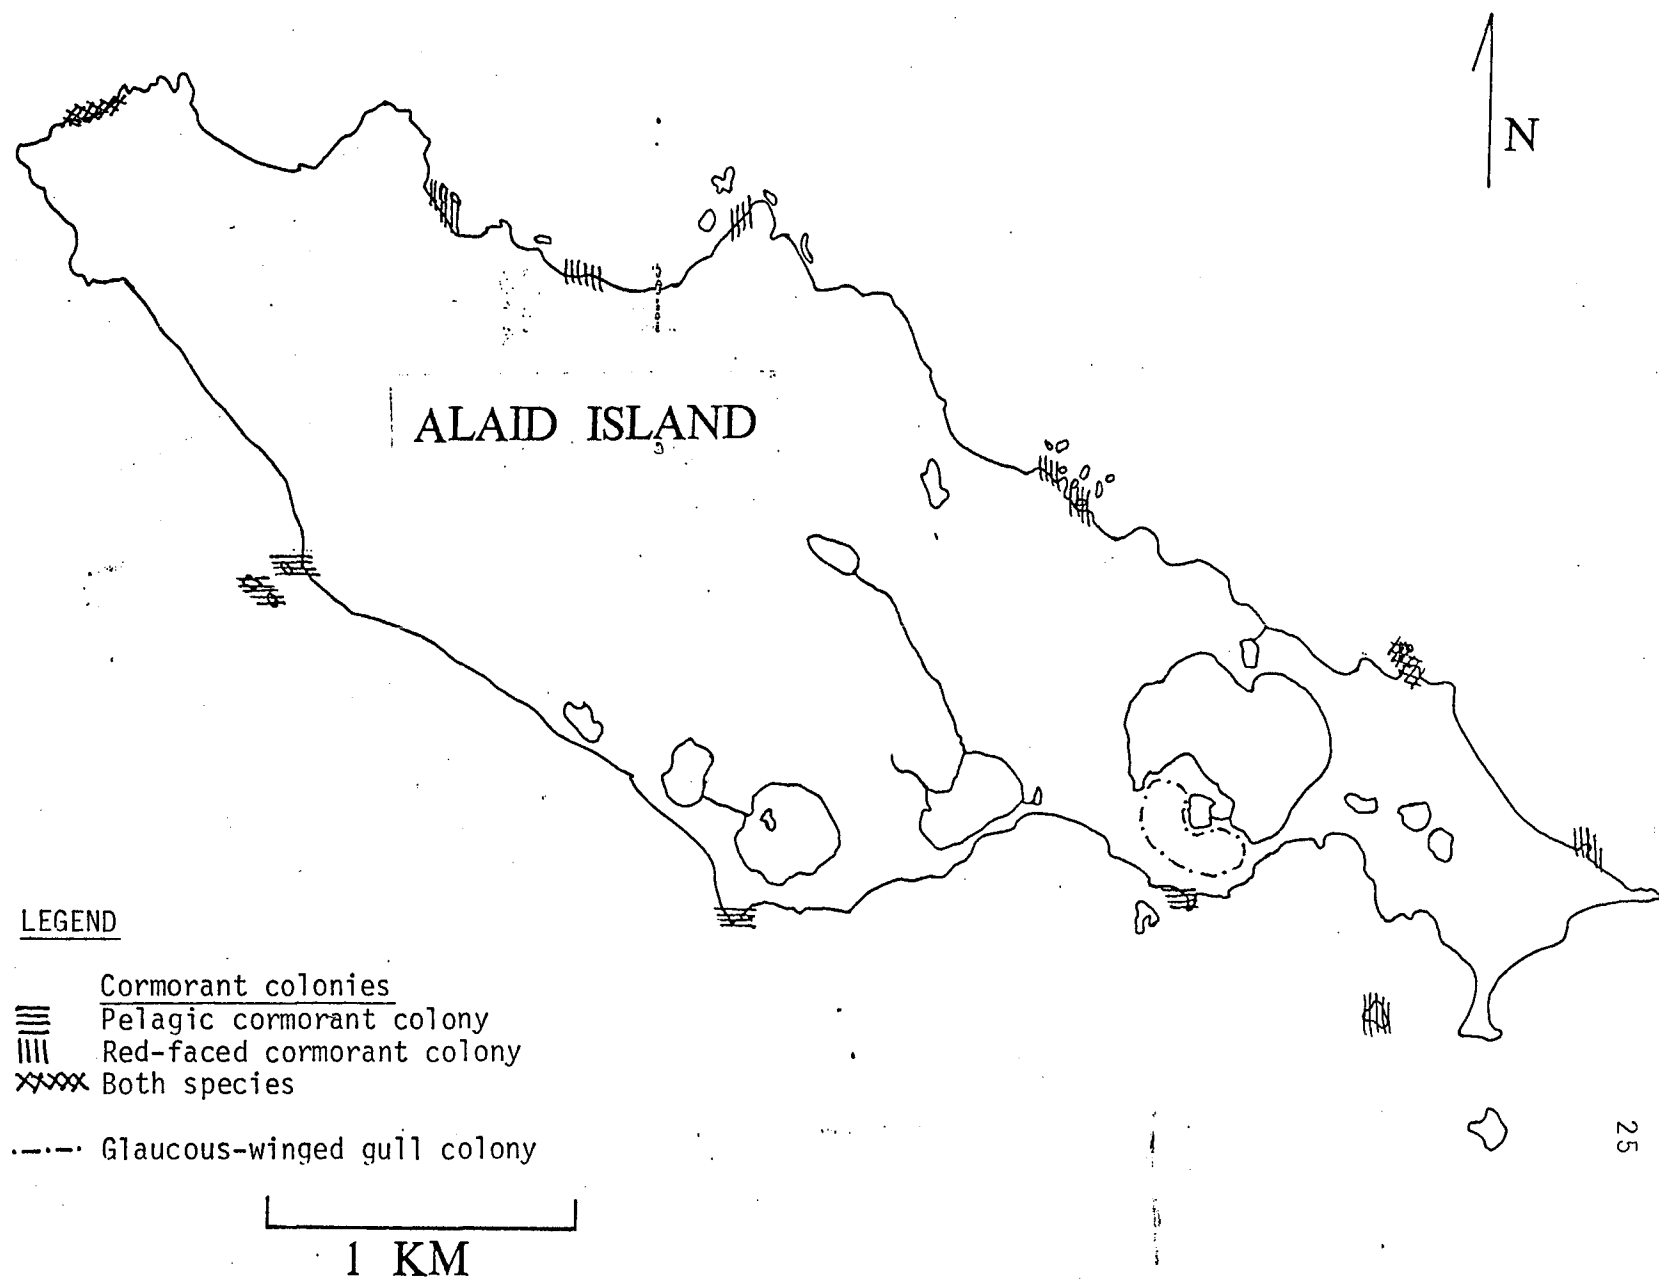 N
ALAID ISLAND
LEGEND
Cormorant colonies
Pelagic cormorant colony
Red-faced cormorant colony
Both species
Glaucous-winged gull colony
1 KM
25